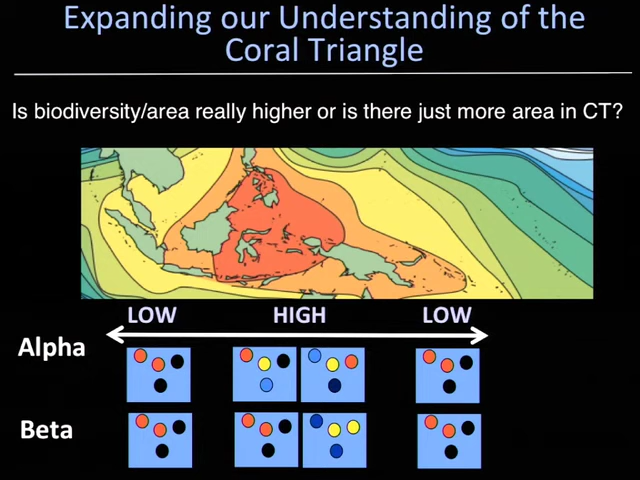 Expanding our Understanding of the
Coral Triangle
Is biodiversity/area really higher or is there just more area in CT?
LOW HIGH LOW
Alpha
Beta